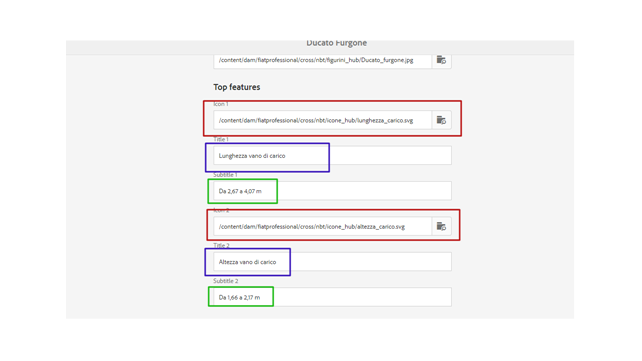 Ducato Furgone
/content/dam/fiatprofessional/cross/nbt/figurini_hub/Ducato_furgone.jpg
Top features
Icon 1
/content/dam/fiatprofessional/cross/nbt/icone_hub/lunghezza_carico.svg
Title 1
Lunghezza vano di carico
Subtitle 1
Da 2,67 a 4,07 m
Icon 2
/content/dam/fiatprofessional/cross/nbt/icone_hub/altezza_carico.svg
Title 2
Altezza vano di carico
Subtitle 2
Da 1,66 a 2,17 m